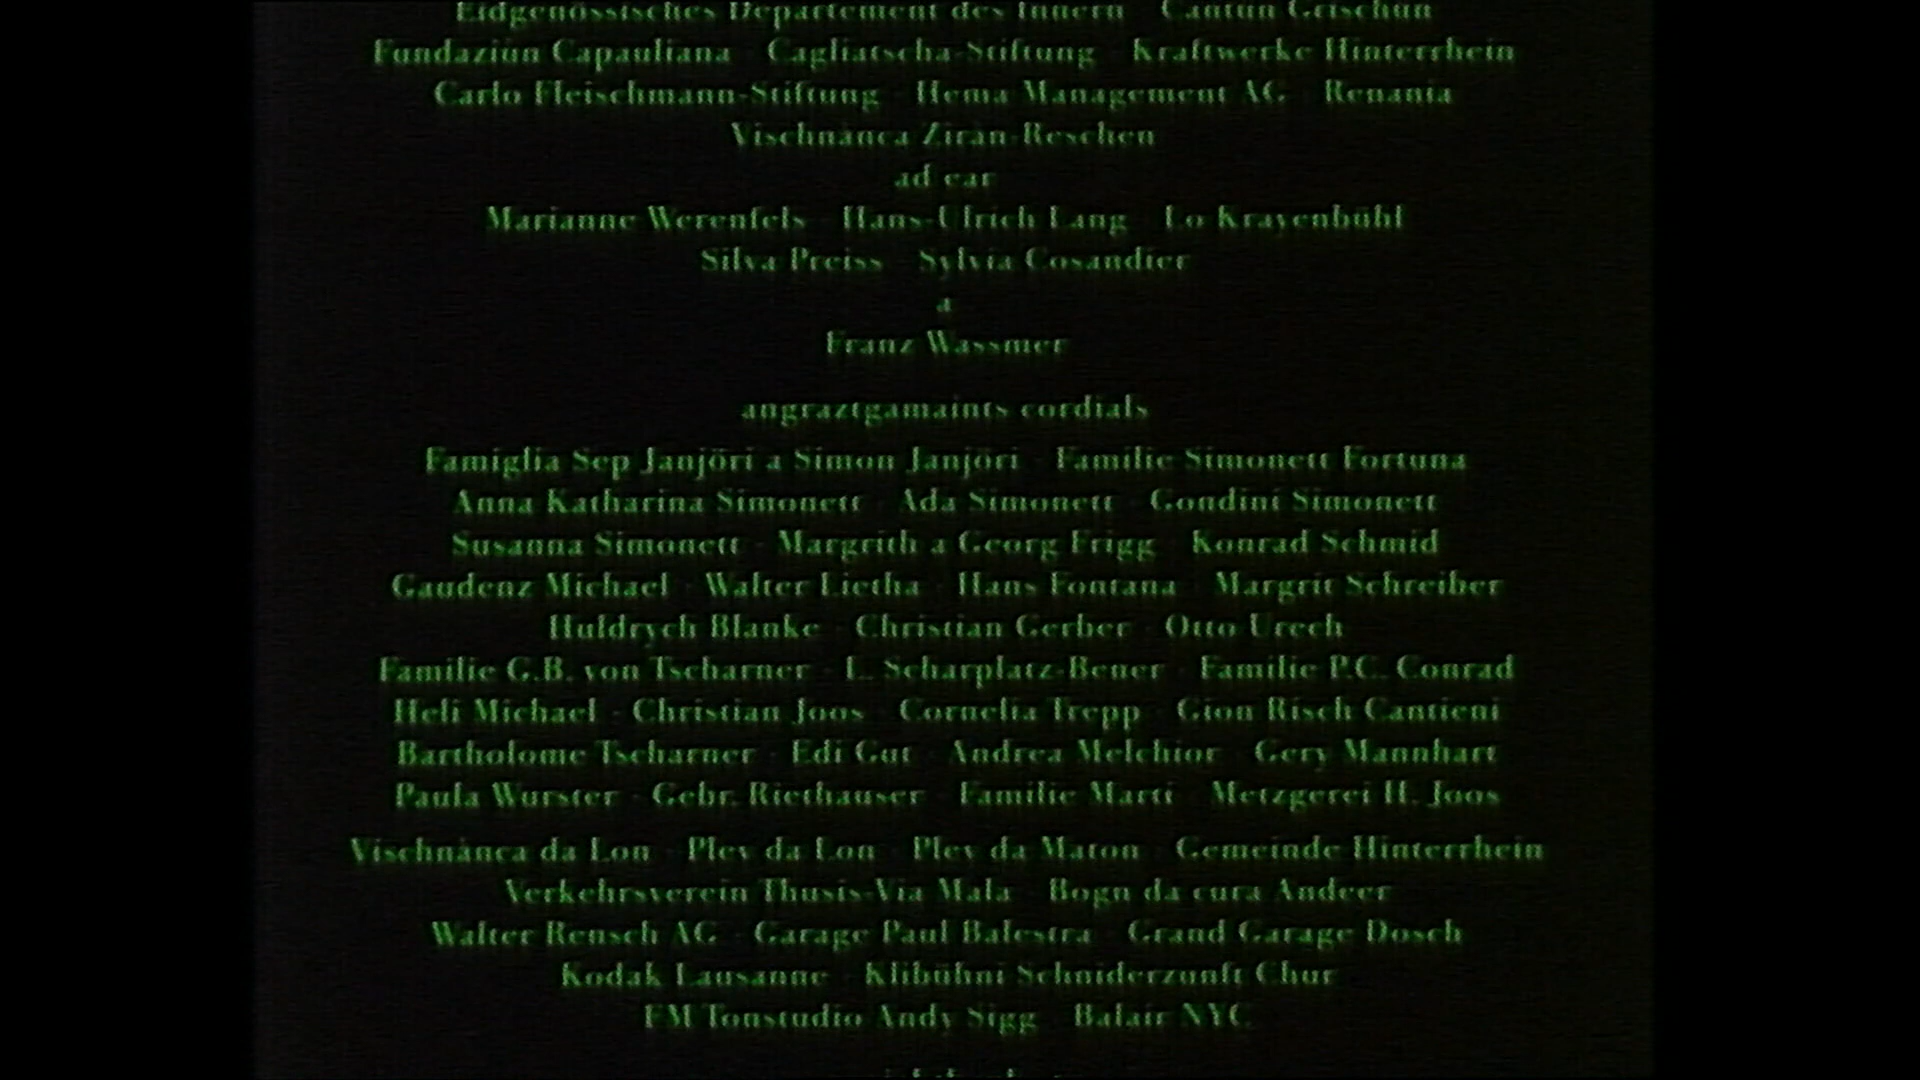 Eidgenössisches Departement des Innern Cantun Grischun
Fundaziùn Capauliana Cagliatscha-Stiftung Kraftwerke Hinterrhein
Carlo Fleischmann-Stiftung Hema Management AG Renania
Vischnànca Ziràn-Reschen
ad ear
Marianne Werenfels Hans-Ulrich Lang Lo Krayenbühl
Silva Preiss Sylvia Cosandier
a
Franz Wassmer
angraztgamaints cordials
Famiglia Sep Janjöri a Simon Janjöri - Familie Simonett Fortuna
Anna Katharina Simonett - Ada Simonett - Gondini Simonett
Susanna Simonett - Margrith a Georg Frigg Konrad Schmid
Gaudenz Michael - Walter Lietha - Hans Fontana - Margrit Schreiber
Huldrych Blanke - Christian Gerber - Otto Urech
Familie G.B. von Tscharner - L. Scharplatz-Bener - Familie P.C. Conrad
Heli Michael - Christian Joos Cornelia Trepp - Gion Risch Cantieni
Bartholome Tscharner - Edi Gut - Andrea Melchior Gery Mannhart
Paula Wurster - Gebr. Riethauser Familie Marti Metzgerei H. Joos
Vischnànca da Lon Plev da Lon Plev da Maton Gemeinde Hinterrhein
Verkehrsverein Thusis-Via Mala Bogn da cura Andeer
Walter Rensch AG - Garage Paul Balestra Grand Garage Dosch
Kodak Lausanne Klibühni Schniderzunft Chur
FM Tonstudio Andy Sigg Balair NYC